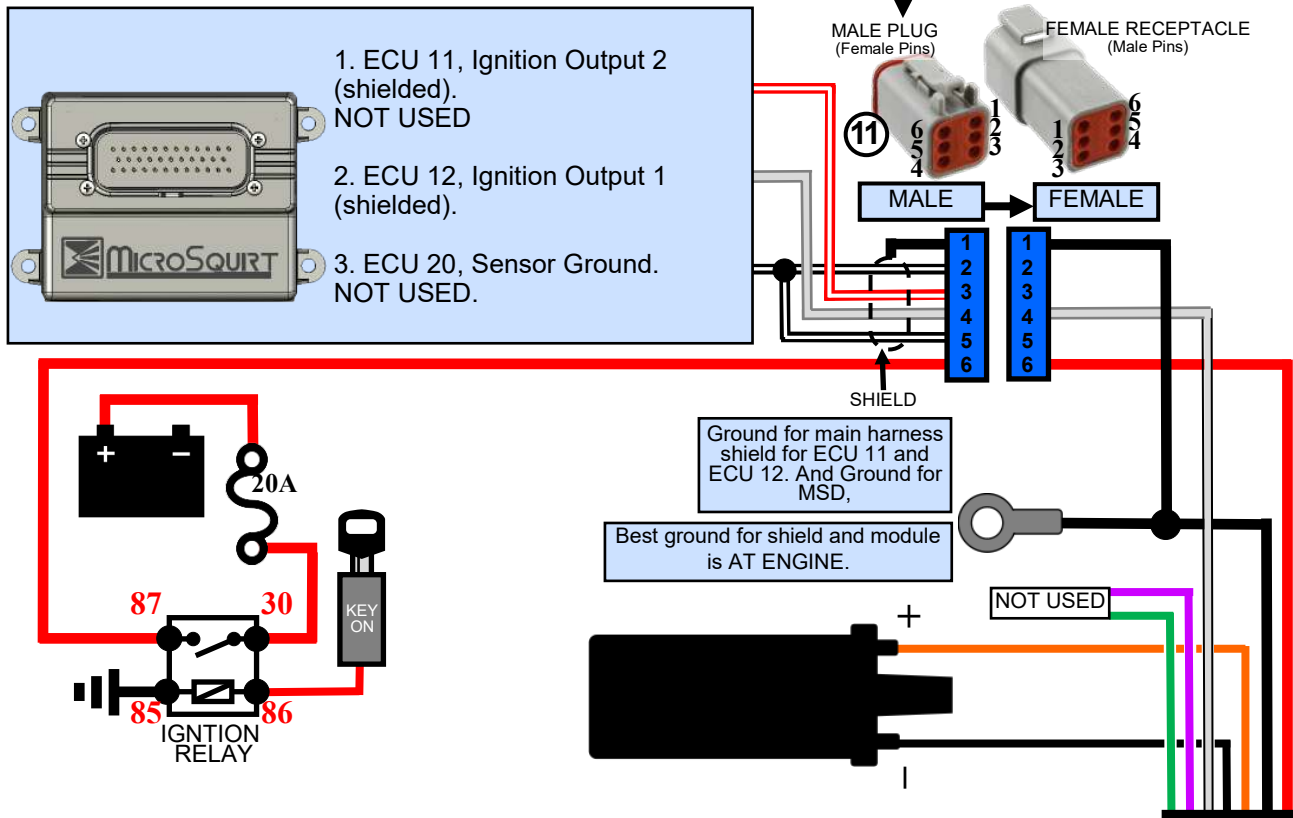 1. ECU 11, Ignition Output 2
(shielded).
NOT USED
2. ECU 12, Ignition Output 1
(shielded).
3. ECU 20, Sensor Ground.
NOT USED.
MICROSQUIRT
MALE PLUG
(Female Pins)
FEMALE RECEPTACLE
(Male Pins)
11
6
5
4
1
2
3
1
2
3
6
5
4
MALE
FEMALE
1
2
3
4
5
6
1
2
3
4
5
6
SHIELD
Ground for main harness
shield for ECU 11 and
ECU 12. And Ground for
MSD,
Best ground for shield and module
is AT ENGINE.
+
−
20A
KEY
ON
87
30
85
86
IGNTION
RELAY
NOT USED
+
−